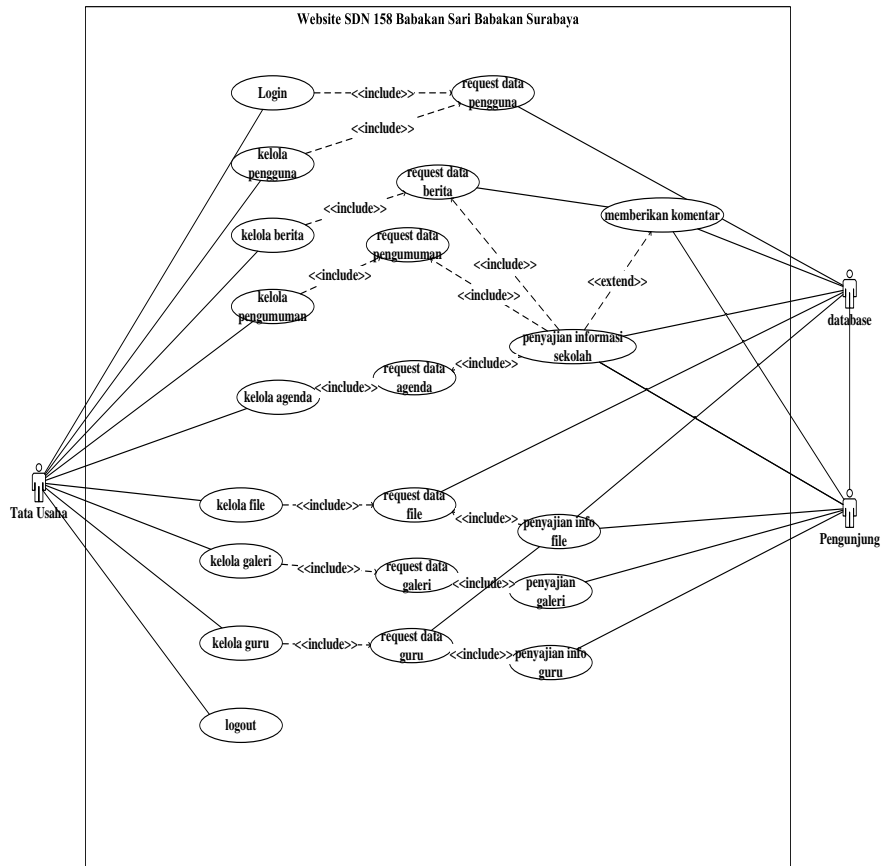 Website SDN 158 Babakan Sari Babakan Surabaya
Login
<<include>>
request data
pengguna
<<include>>
kelola
pengguna
request data
berita
<<include>>
memberikan komentar
kelola berita
request data
pengumuman
<<include>>
<<include>>
<<extend>>
<<include>>
kelola
pengumuman
database
penyajian informasi
sekolah
<<include>>
request data
agenda
<<include>>
kelola agenda
Tata Usaha
kelola file
<<include>>
request data
file
<<include>>
penyajian info
file
Pengunjung
kelola galeri
<<include>>
request data
galeri
<<include>>
penyajian
galeri
kelola guru
<<include>>
request data
guru
<<include>>
penyajian info
guru
logout